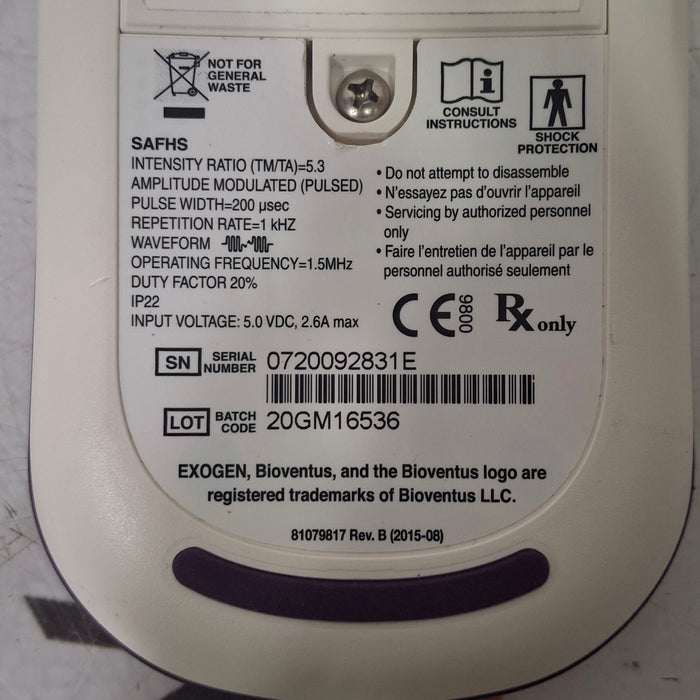 NOT FOR
GENERAL
WASTE
CONSULT
INSTRUCTIONS
SHOCK
PROTECTION
SAFHS
INTENSITY RATIO (TM/TA)=5.3
AMPLITUDE MODULATED (PULSED)
PULSE WIDTH=200 µsec
REPETITION RATE=1 kHZ
WAVEFORM
OPERATING FREQUENCY=1.5MHz
DUTY FACTOR 20%
IP22
INPUT VOLTAGE: 5.0 VDC, 2.6A max
• Do not attempt to disassemble
• N'essayez pas d'ouvrir l'appareil
• Servicing by authorized personnel
only
• Faire l'entretien de l'appareil par le
personnel authorisé seulement
CE 0086
Rx only
SN SERIAL NUMBER 0720092831E
LOT BATCH CODE 20GM16536
EXOGEN, Bioventus, and the Bioventus logo are
registered trademarks of Bioventus LLC.
81079817 Rev. B (2015-08)